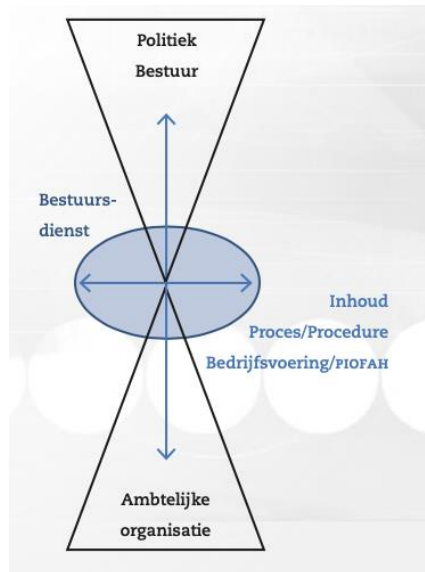 Politiek
Bestuur
Bestuurs-
dienst
Inhoud
Proces/Procedure
Bedrijfsvoering/PIOFAH
Ambtelijke
organisatie